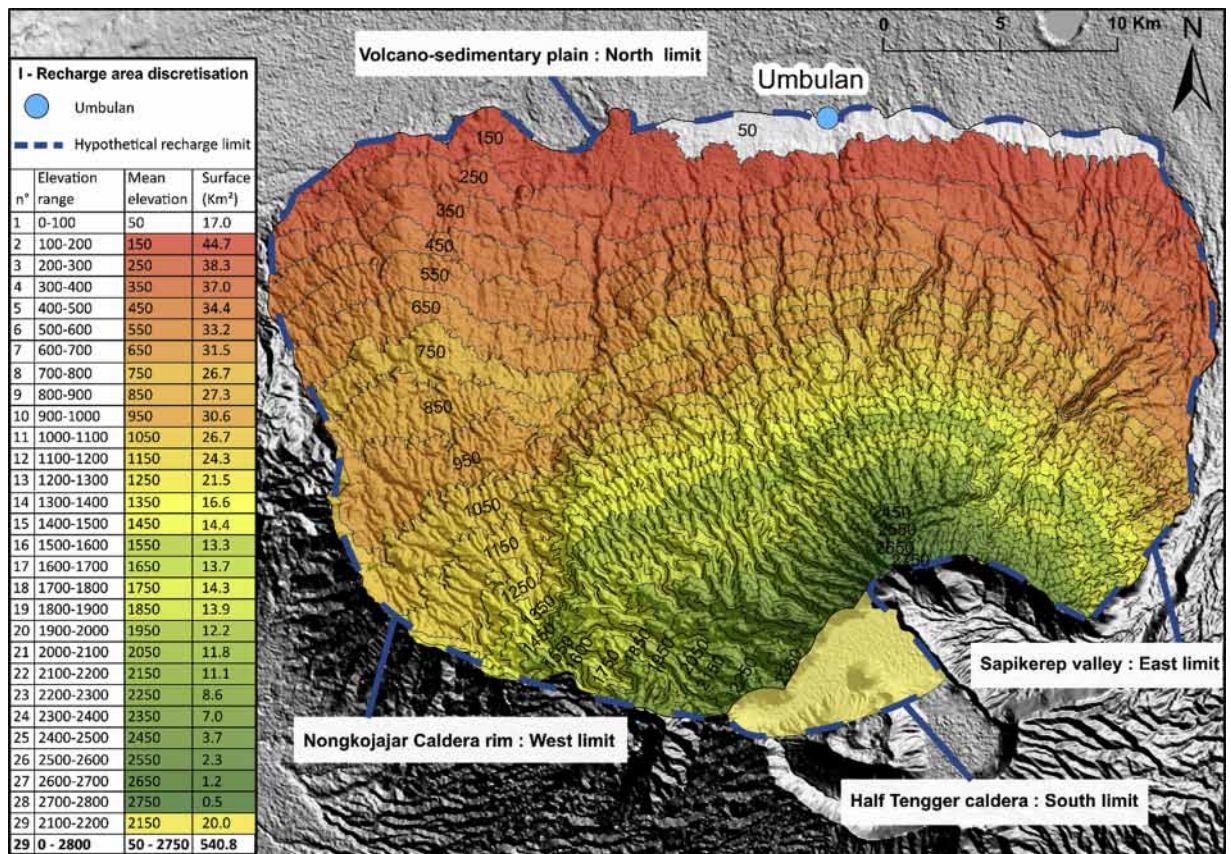 0 5 10 Km
N
Volcano-sedimentary plain : North limit
Umbulan
I - Recharge area discretisation
Umbulan
Hypothetical recharge limit
n° Elevation range Mean elevation Surface (Km²)
1 0-100 50 17.0
2 100-200 150 44.7
3 200-300 250 38.3
4 300-400 350 37.0
5 400-500 450 34.4
6 500-600 550 33.2
7 600-700 650 31.5
8 700-800 750 26.7
9 800-900 850 27.3
10 900-1000 950 30.6
11 1000-1100 1050 26.7
12 1100-1200 1150 24.3
13 1200-1300 1250 21.5
14 1300-1400 1350 16.6
15 1400-1500 1450 14.4
16 1500-1600 1550 13.3
17 1600-1700 1650 13.7
18 1700-1800 1750 14.3
19 1800-1900 1850 13.9
20 1900-2000 1950 12.2
21 2000-2100 2050 11.8
22 2100-2200 2150 11.1
23 2200-2300 2250 8.6
24 2300-2400 2350 7.0
25 2400-2500 2450 3.7
26 2500-2600 2550 2.3
27 2600-2700 2650 1.2
28 2700-2800 2750 0.5
29 2100-2200 2150 20.0
29 0 - 2800 50 - 2750 540.8
50
150
250
350
450
550
650
750
850
950
1050
1150
1250
1750
Sapikerep valley : East limit
Nongkojajar Caldera rim : West limit
Half Tengger caldera : South limit